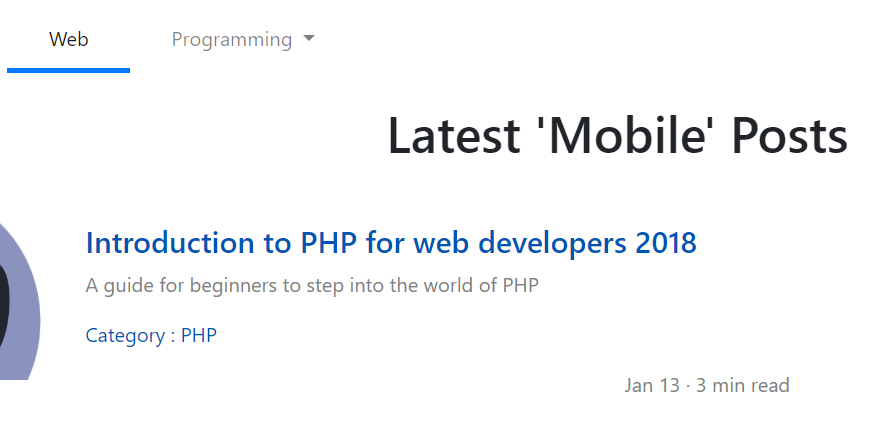 Web Programming
Latest 'Mobile' Posts
Introduction to PHP for web developers 2018
A guide for beginners to step into the world of PHP
Category : PHP
Jan 13 · 3 min read